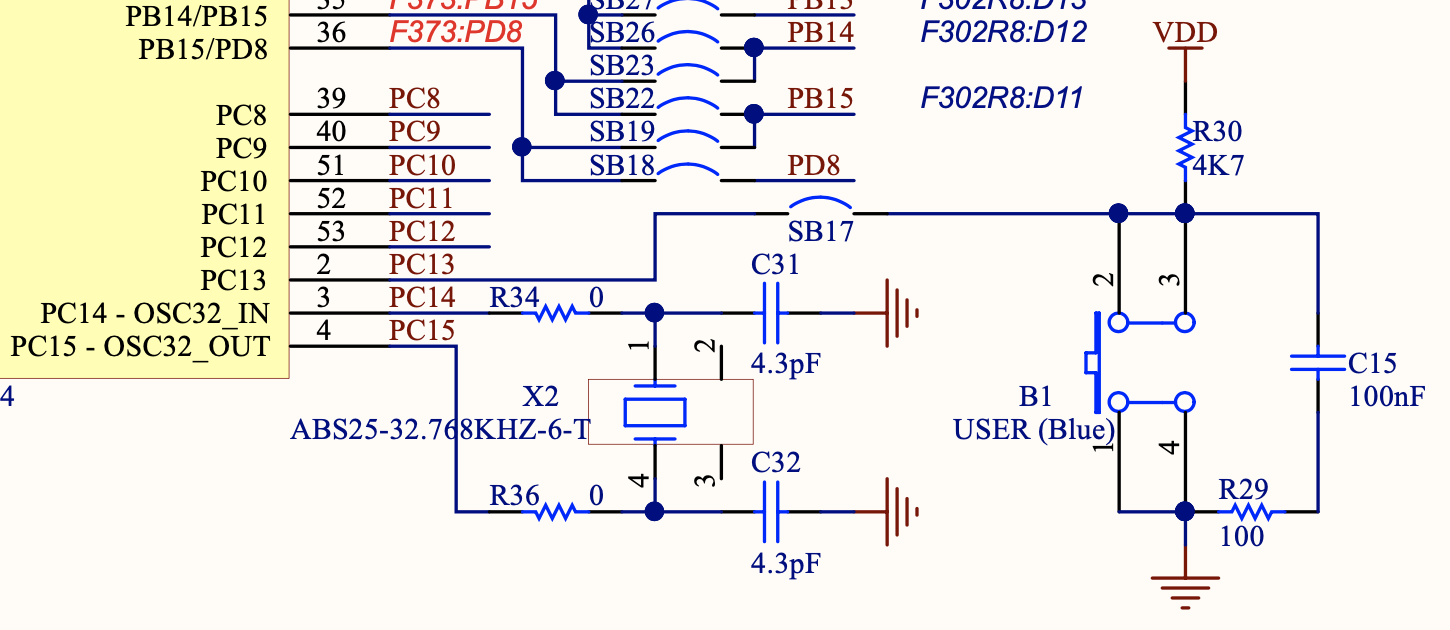 PB14/PB15 35 F373:PB15 SB27 PB13 F302R8:D13
PB15/PD8 36 F373:PD8 SB26 PB14 F302R8:D12 VDD
SB23
PC8 39 PC8 SB22 PB15 F302R8:D11
PC9 40 PC9 SB19 R30
PC10 51 PC10 SB18 PD8 4K7
PC11 52 PC11
PC12 53 PC12 SB17
PC13 2 PC13 C31 2 3
PC14 - OSC32_IN 3 PC14 R34 0
PC15 - OSC32_OUT 4 PC15 1 2
4.3pF C15
4 X2 B1 100nF
ABS25-32.768KHZ-6-T USER (Blue)
1 4
C32
4 3
R36 0 R29
100
4.3pF